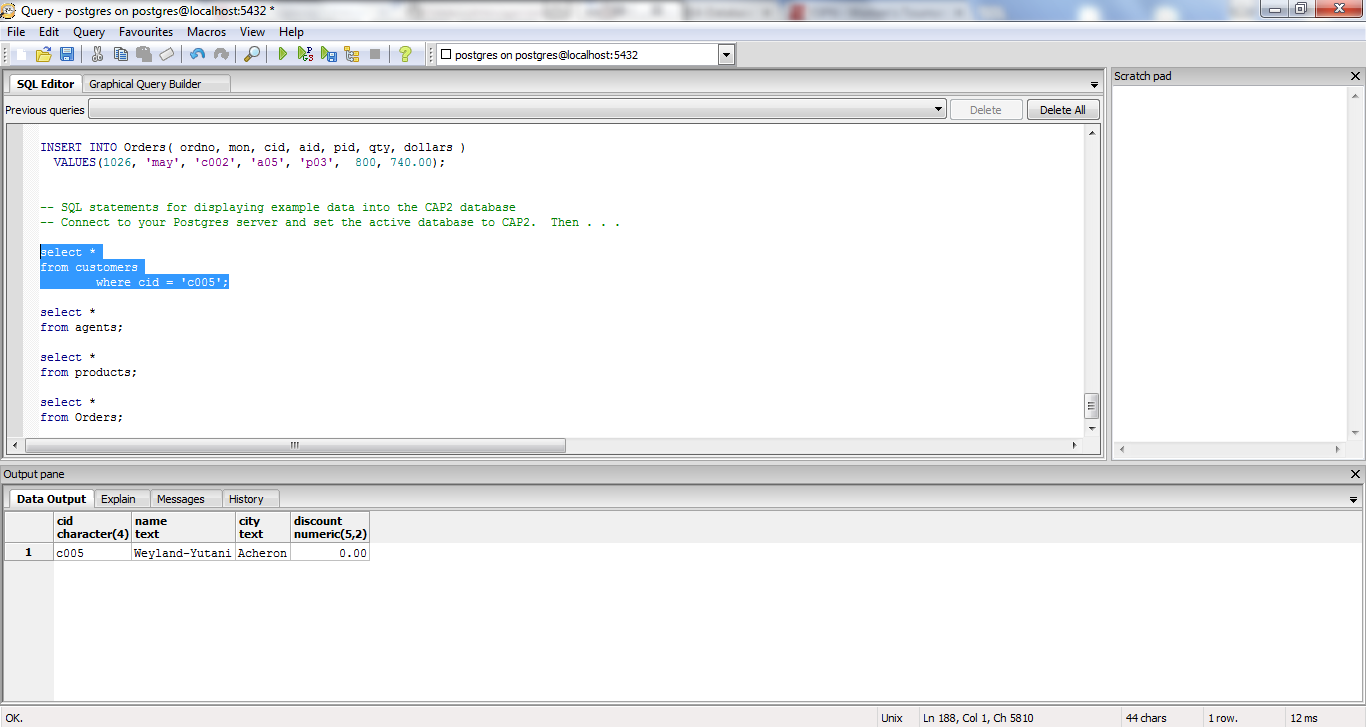 Query - postgres on postgres@localhost:5432 *
File Edit Query Favourites Macros View Help
postgres on postgres@localhost:5432
SQL Editor Graphical Query Builder
Previous queries Delete Delete All
INSERT INTO Orders( ordno, mon, cid, aid, pid, qty, dollars )
VALUES(1026, 'may', 'c002', 'a05', 'p03', 800, 740.00);
-- SQL statements for displaying example data into the CAP2 database
-- Connect to your Postgres server and set the active database to CAP2. Then . . .
select *
from customers
where cid = 'c005';
select *
from agents;
select *
from products;
select *
from Orders;
Scratch pad
Output pane
Data Output Explain Messages History
cid name city discount
character(4) text text numeric(5,2)
1 c005 Weyland-Yutani Acheron 0.00
OK. Unix Ln 188, Col 1, Ch 5810 44 chars 1 row. 12 ms